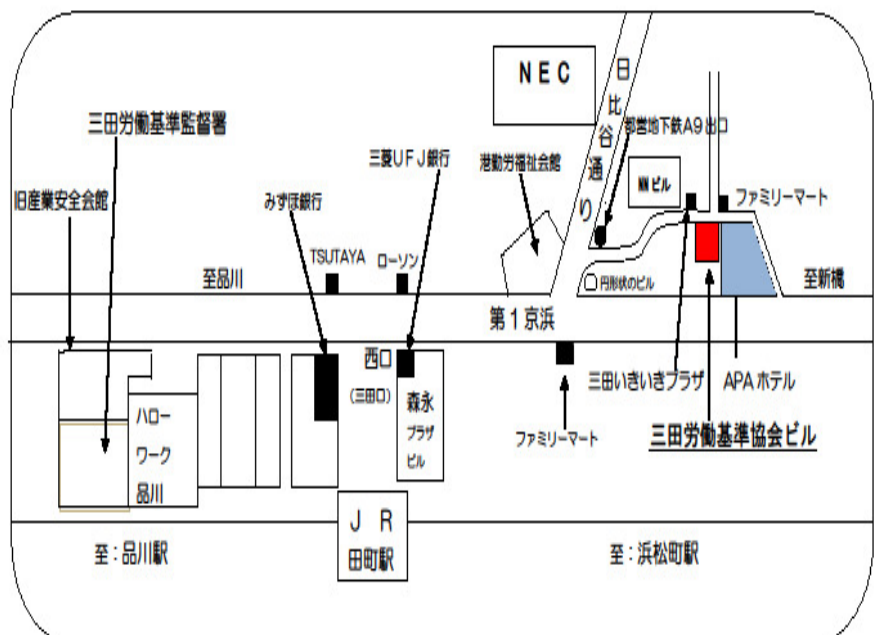 NEC
日比谷通り
三田労働基準監督署
都営地下鉄A9出口
三菱UFJ銀行
港勤労福祉会館
NNビル
旧産業安全会館
みずほ銀行
ファミリーマート
TSUTAYA
ローソン
至品川
円形状のビル
至新橋
第1京浜
西口
(三田口)
三田いきいきプラザ
APAホテル
森永
プラザ
ビル
ハロー
ワーク
品川
ファミリーマート
三田労働基準協会ビル
JR
田町駅
至:品川駅
至:浜松町駅